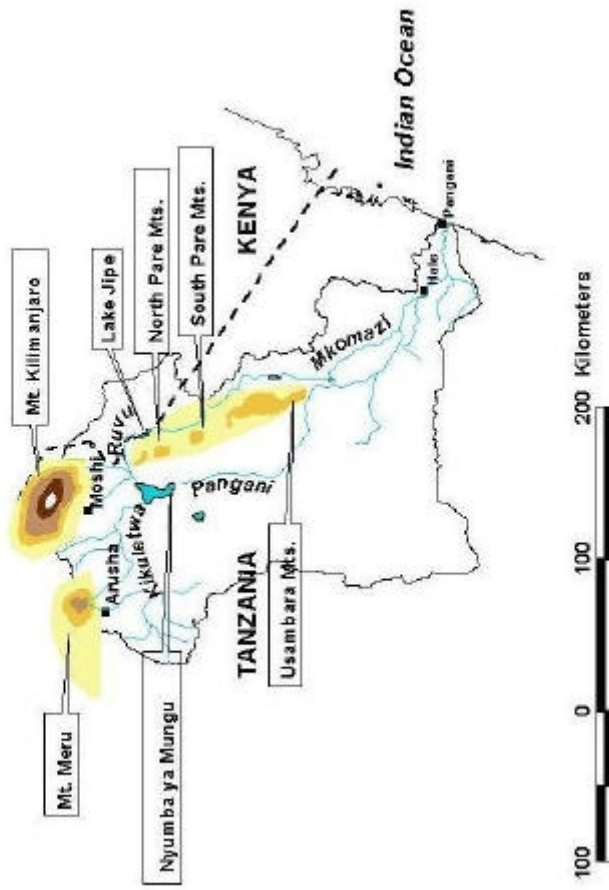 Mt. Kilimanjaro
Lake Jipe
North Pare Mts.
South Pare Mts.
KENYA
Indian Ocean
Mt. Meru
Arusha
Moshi
Ruvu
Kikuletwa
Pangani
Mkomazi
Hale
Pangani
TANZANIA
Nyumba ya Mungu
Usambara Mts.
100 0 100 200 Kilometers